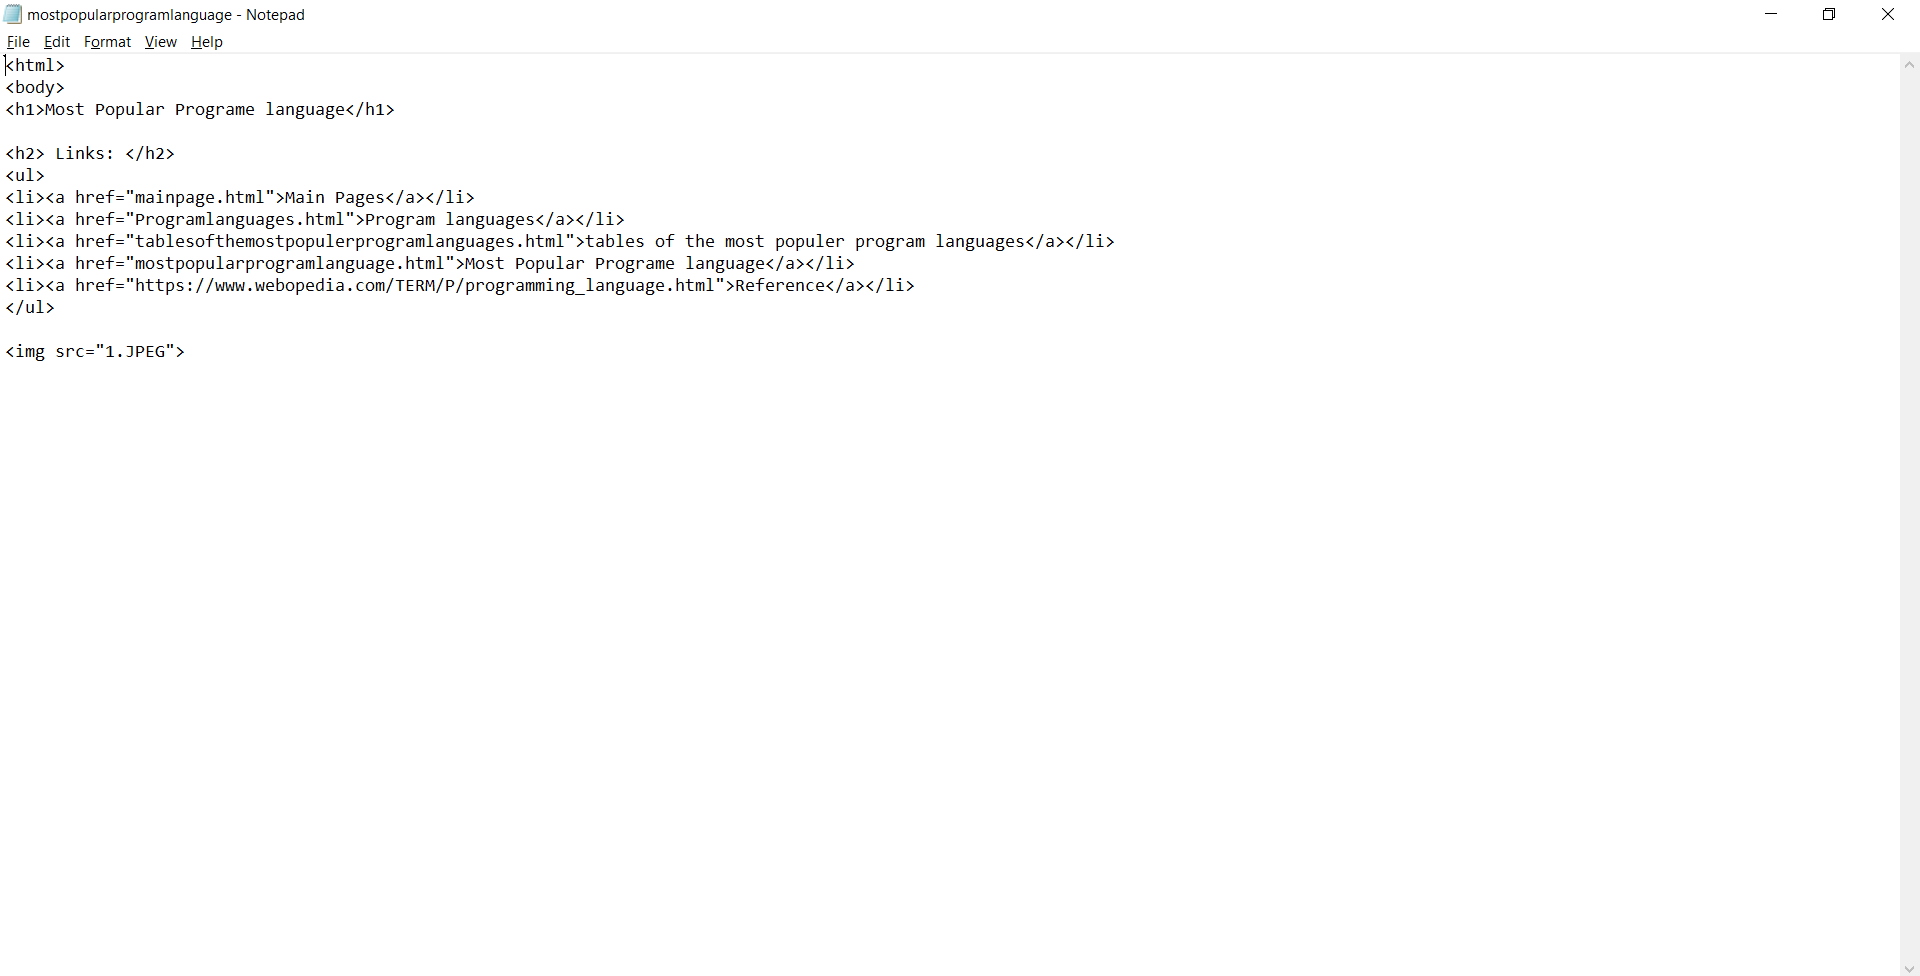 mostpopularprogramlanguage - Notepad
File Edit Format View Help
<html>
<body>
<h1>Most Popular Programe language</h1>
<h2> Links: </h2>
<ul>
<li><a href="mainpage.html">Main Pages</a></li>
<li><a href="Programlanguages.html">Program languages</a></li>
<li><a href="tablesofthemostpopulerprogramlanguages.html">tables of the most populer program languages</a></li>
<li><a href="mostpopularprogramlanguage.html">Most Popular Programe language</a></li>
<li><a href="https://www.webopedia.com/TERM/P/programming_language.html">Reference</a></li>
</ul>
<img src="1.JPEG">